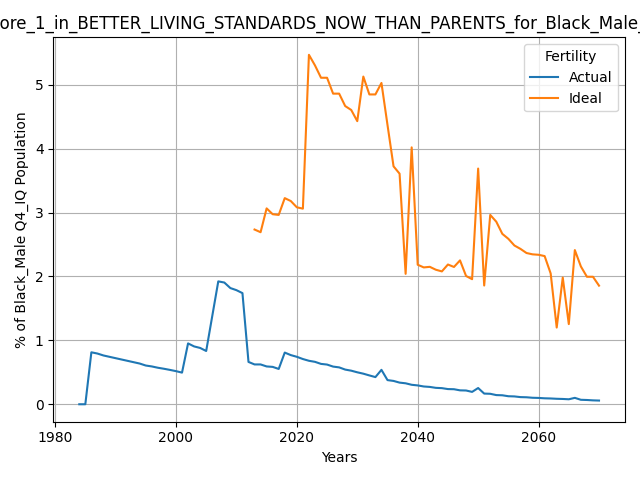 ore_1_in_BETTER_LIVING_STANDARDS_NOW_THAN_PARENTS_for_Black_Male_
Fertility
Actual
Ideal
% of Black_Male Q4_IQ Population
5
4
3
2
1
0
1980 2000 2020 2040 2060
Years